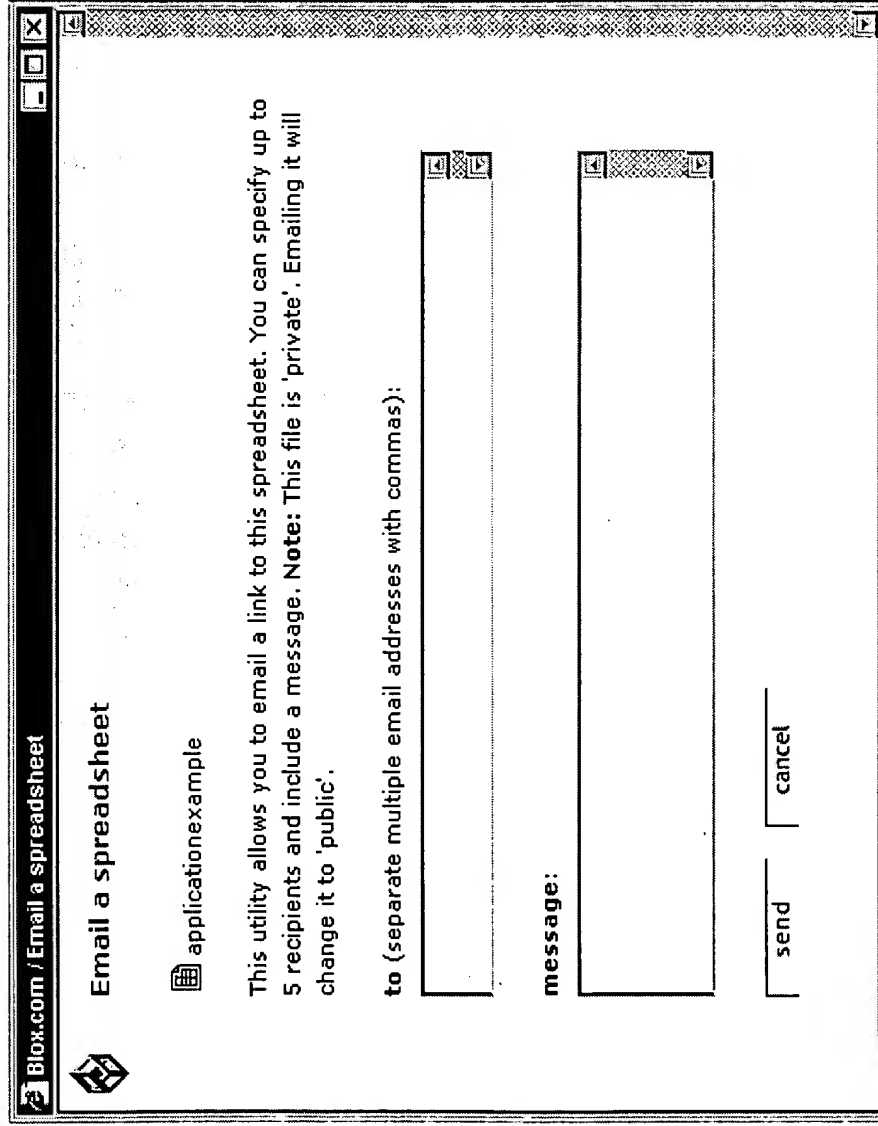 Blox.com / Email a spreadsheet
Email a spreadsheet
applicationexample
This utility allows you to email a link to this spreadsheet. You can specify up to
5 recipients and include a message. Note: This file is 'private'. Emailing it will
change it to 'public'.
to (separate multiple email addresses with commas):
message:
send
cancel